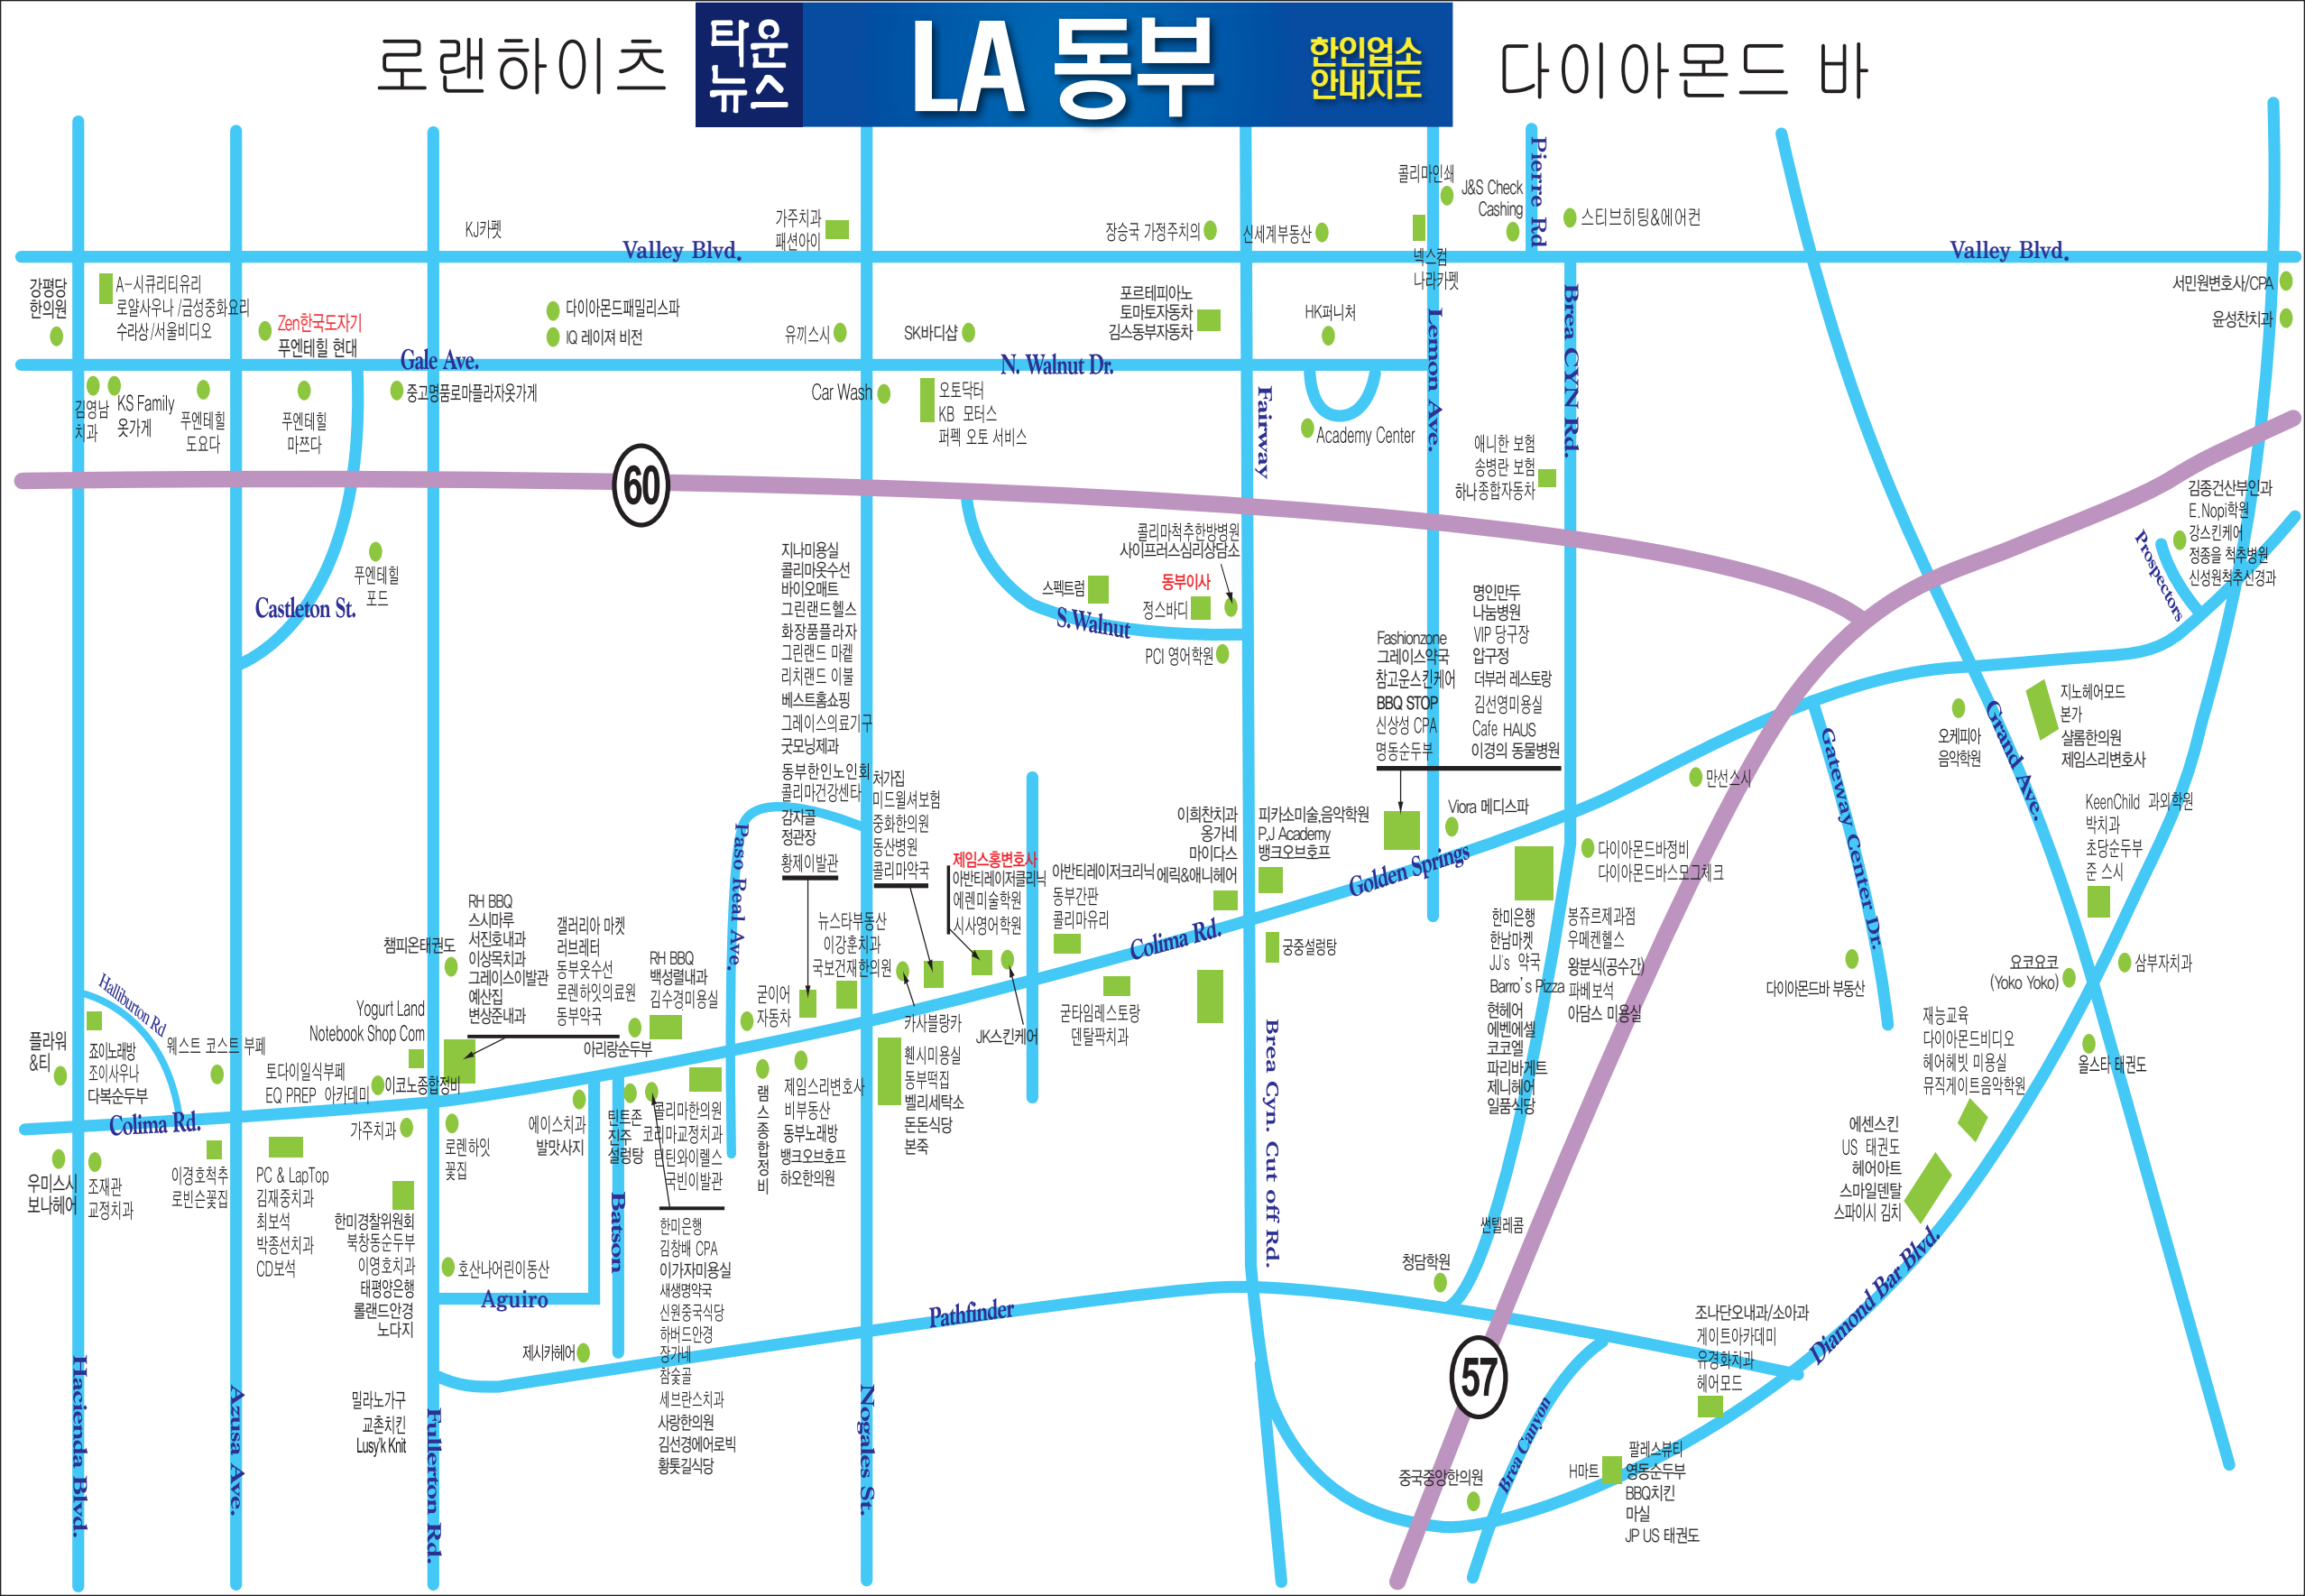 로랜하이츠
타운
뉴스
LA 동부
한인업소
안내지도
다이아몬드 바
콜리마인쇄
J&S Check
Cashing
Pierre Rd
스티브히팅&에어컨
KJ카펫
가주치과
패션아이
장승국 가정주치의
신세계부동산
넥스컴
나라카펫
Valley Blvd.
Valley Blvd.
강평당
한의원
A-시큐리티유리
로얄사우나 /금성중화요리
수라상/서울비디오
Zen한국도자기
푸엔테힐 현대
다이아몬드패밀리스파
IQ 레이져 비전
유끼스시
SK바디샵
포르테피아노
토마토자동차
김스동부자동차
HK퍼니처
Lemon Ave.
Brea CYN Rd.
서민원변호사/CPA
윤성찬치과
Gale Ave.
N. Walnut Dr.
김영남
치과
KS Family
옷가게
푸엔테힐
도요다
푸엔테힐
마쯔다
중고명품로마플라자옷가게
Car Wash
오토닥터
KB 모터스
퍼펙 오토 서비스
Fairway
Academy Center
애니한 보험
송병란 보험
하나종합자동차
60
김종건산부인과
E.Nopi학원
강스킨케어
정종을 척추병원
신성원척추신경과
Prospectors
푸엔테힐
포드
Castleton St.
콜리마척추한방병원
사이프러스심리상담소
스펙트럼
동부이사
정스바디
S.Walnut
PCI 영어학원
지나미용실
콜리마옷수선
바이오매트
그린랜드헬스
화장품플라자
그린랜드 마켙
리치랜드 이불
베스트홈쇼핑
그레이스의료기구
굿모닝제과
동부한인노인회
콜리마건강센타
감자골
정관장
황제이발관
처가집
미드윌셔보험
중화한의원
동산병원
콜리마약국
Fashionzone
그레이스약국
참고운스킨케어
BBQ STOP
신상성 CPA
명동순두부
명인만두
나눔병원
VIP 당구장
압구정
더부러 레스토랑
김선영미용실
Cafe HAUS
이경의 동물병원
지노헤어모드
본가
샬롬한의원
제임스리변호사
오케피아
음악학원
Grand Ave.
Gateway Center Dr.
만선스시
Viora 메디스파
KeenChild 과외학원
박치과
초당순두부
준 스시
이희찬치과
옹가네
마이다스
에릭&애니헤어
피카소미술,음악학원
P.J Academy
뱅크오브호프
Golden Springs
다이아몬드바정비
다이아몬드바스모그체크
Paso Real Ave.
제임스홍변호사
아반티레이저클리닉
에렌미술학원
시사영어학원
아반티레이저크리닉
동부간판
콜리마유리
Colima Rd.
궁중설렁탕
뉴스타부동산
이강훈치과
국보건재한의원
RH BBQ
스시마루
서진호내과
이상목치과
그레이스이발관
예산집
변상준내과
갤러리아 마켓
러브레터
동부옷수선
로렌하잇의료원
동부약국
챔피온태권도
RH BBQ
백성렬내과
김수경미용실
굳이어
자동차
카사블랑카
JK스킨케어
굳타임레스토랑
덴탈팍치과
한미은행
한남마켓
JJ's 약국
Barro's Pizza
현헤어
에벤에셀
코코엘
파리바게트
제니헤어
일품식당
봉쥬르제과점
우메켄헬스
왕분식(공수간)
파베보석
아담스 미용실
다이아몬드바 부동산
요코요코
(Yoko Yoko)
삼부자치과
올스타 태권도
재능교육
다이아몬드비디오
헤어헤빗 미용실
뮤직게이트음악학원
에센스킨
US 태권도
헤어아트
스마일덴탈
스파이시 김치
Halliburton Rd
Yogurt Land
Notebook Shop Com
플라워
&티
죠이노래방
조이사우나
다복순두부
웨스트 코스트 부페
토다이일식부페
EQ PREP 아카데미
이코노종합정비
아리랑순두부
Colima Rd.
우미스시
보나헤어
조재관
교정치과
이경호척추
로빈슨꽃집
PC & LapTop
김재중치과
최보석
박종선치과
CD보석
가주치과
로렌하잇
꽃집
에이스치과
발맛사지
틴트존
진주
설렁탕
콜리마한의원
코리마교정치과
틴틴와이렐스
국빈이발관
램스종합정비
제임스리변호사
비부동산
동부노래방
뱅크오브호프
하오한의원
휀시미용실
동부떡집
벨리세탁소
돈돈식당
본죽
한미경찰위원회
북창동순두부
이영호치과
태평양은행
롤랜드안경
노다지
호산나어린이동산
Aguiro
Batson
한미은행
김창배 CPA
이가자미용실
새생명약국
신원중국식당
하버드안경
장가네
참숯골
세브란스치과
사랑한의원
김선경에어로빅
황톳길식당
제시카헤어
Pathfinder
밀라노가구
교촌치킨
Lusy'k Knit
Hacienda Blvd.
Azusa Ave.
Fullerton Rd.
Nogales St.
Brea Cyn. Cut off Rd.
썬텔레콤
청담학원
57
Brea Canyon
중국중앙한의원
조나단오내과/소아과
게이트아카데미
유경화치과
헤어모드
Diamond Bar Blvd.
H마트
팔레스뷰티
영동순두부
BBQ치킨
마실
JP US 태권도